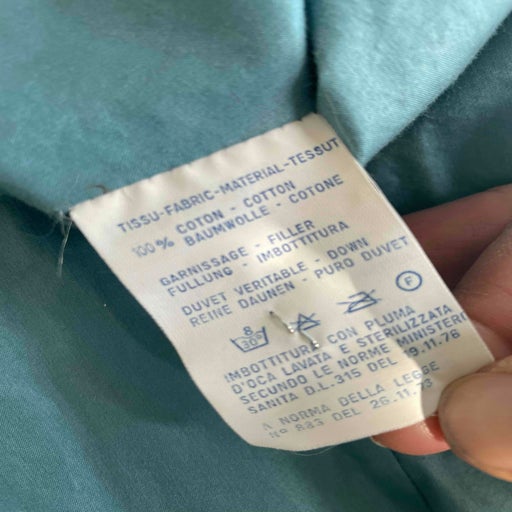 TISSU-FABRIC-MATERIAL-TESSUT
100% COTON - COTTON
BAUMWOLLE - COTONE
GARNISSAGE - FILLER
FULLUNG - IMBOTTITURA
DUVET VERITABLE - DOWN
REINE DAUNEN - PURO DUVET
8
30°
F
IMBOTTITURA CON PLUMA
D'OCA LAVATA E STERILIZZATA
SECUNDO LE NORME MINISTERO
SANITA D.L. 315 DEL 19.11.76
A NORMA DELLA LEGGE
N° 883 DEL 26.11.73